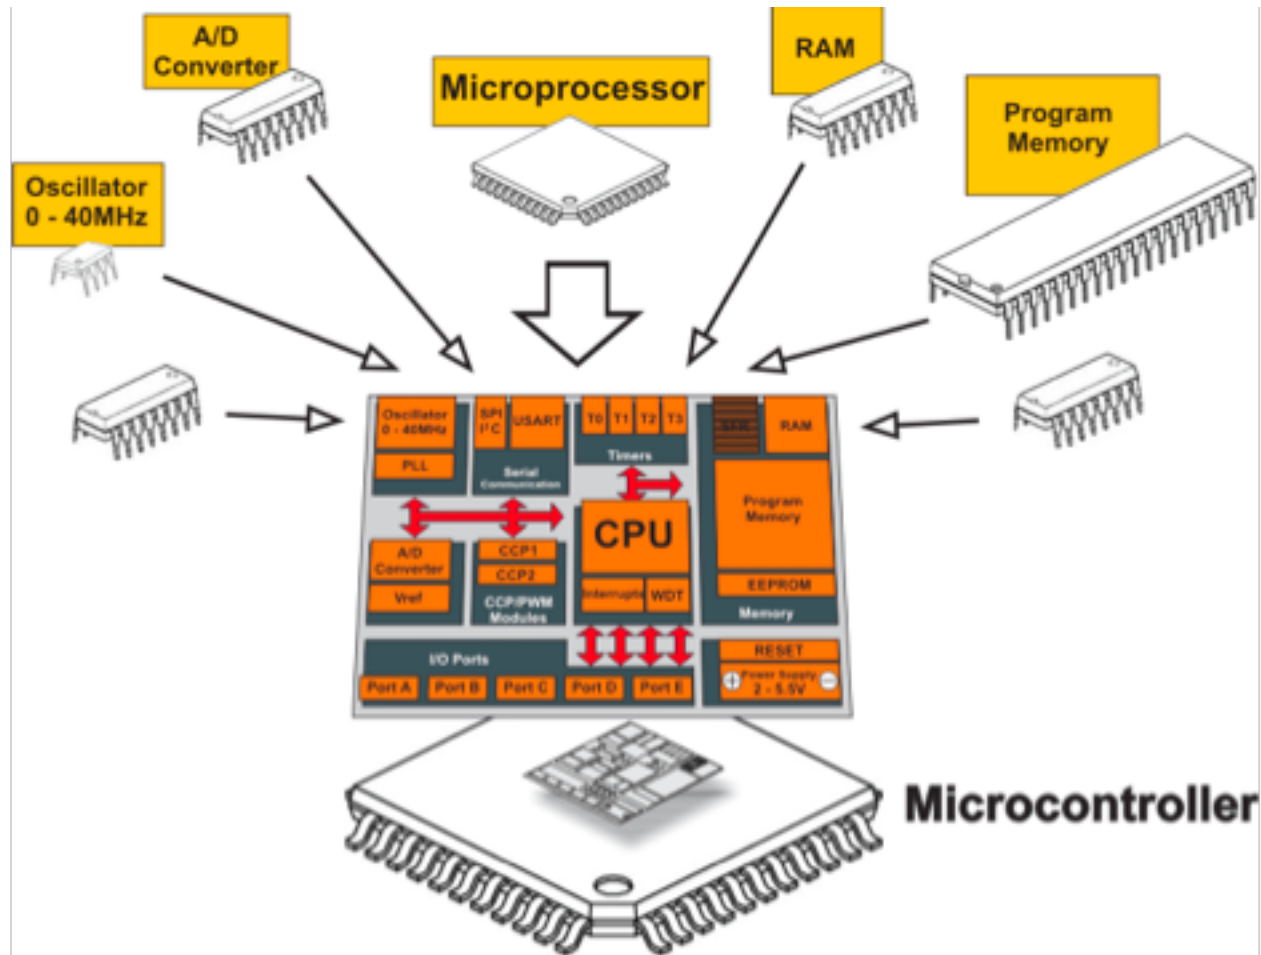 A/D
Converter
Microprocessor
RAM
Program
Memory
Oscillator
0 - 40MHz
Oscillator
0 - 40MHz
PLL
SPI
I²C
USART
Serial
Communication
T0
T1
T2
T3
Timers
SFR
RAM
Program
Memory
EEPROM
Memory
A/D
Converter
Vref
CCP1
CCP2
CCP/PWM
Modules
CPU
Interrupts
WDT
I/O Ports
Port A
Port B
Port C
Port D
Port E
RESET
Power Supply
2 - 5.5V
Microcontroller